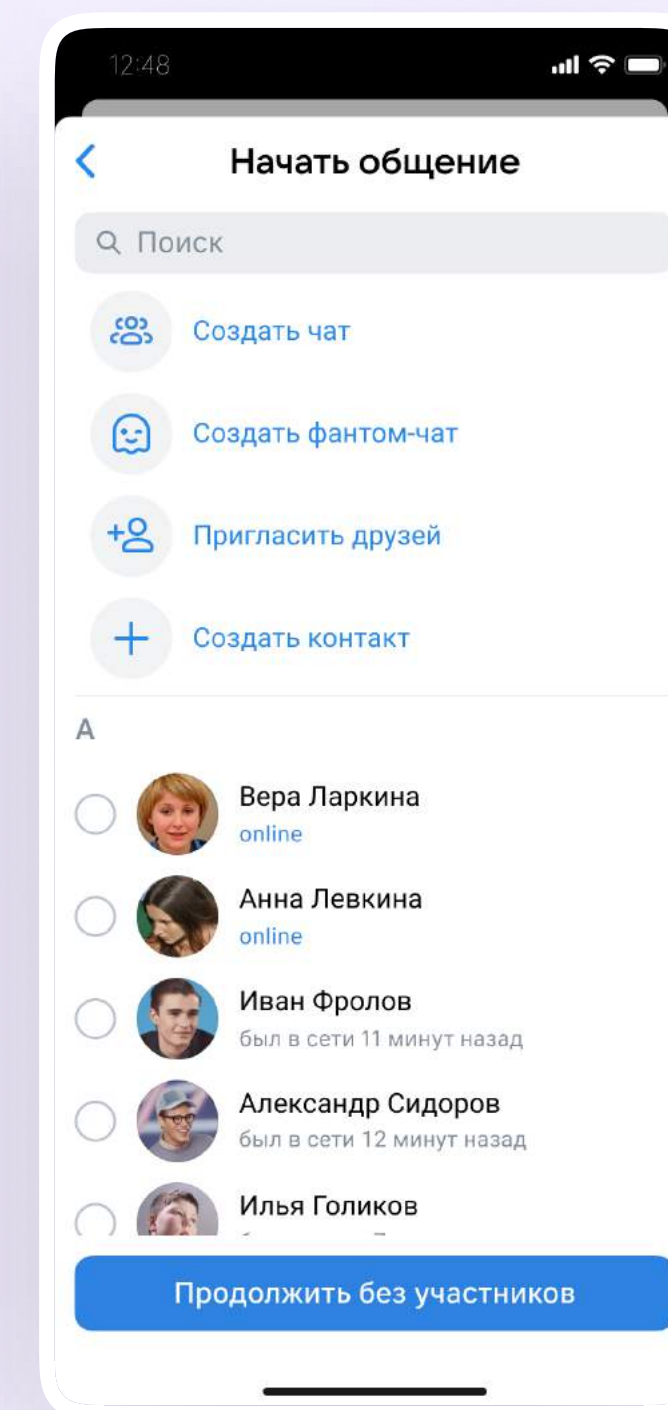 12:48
Начать общение
Поиск
Создать чат
Создать фантом-чат
Пригласить друзей
Создать контакт
А
Вера Ларкина
online
Анна Левкина
online
Иван Фролов
был в сети 11 минут назад
Александр Сидоров
был в сети 12 минут назад
Илья Голиков
Продолжить без участников